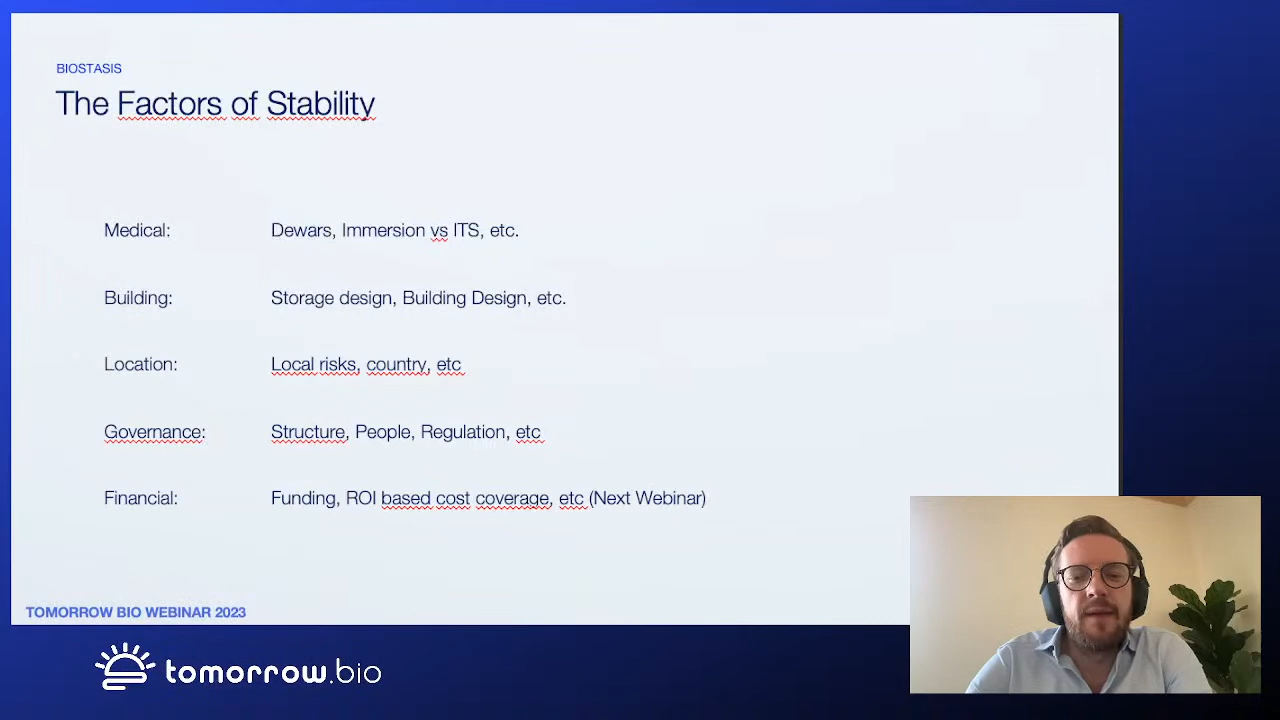 BIOSTASIS
The Factors of Stability
Medical: Dewars, Immersion vs ITS, etc.
Building: Storage design, Building Design, etc.
Location: Local risks, country, etc
Governance: Structure, People, Regulation, etc
Financial: Funding, ROI based cost coverage, etc (Next Webinar)
TOMORROW BIO WEBINAR 2023
tomorrow.bio